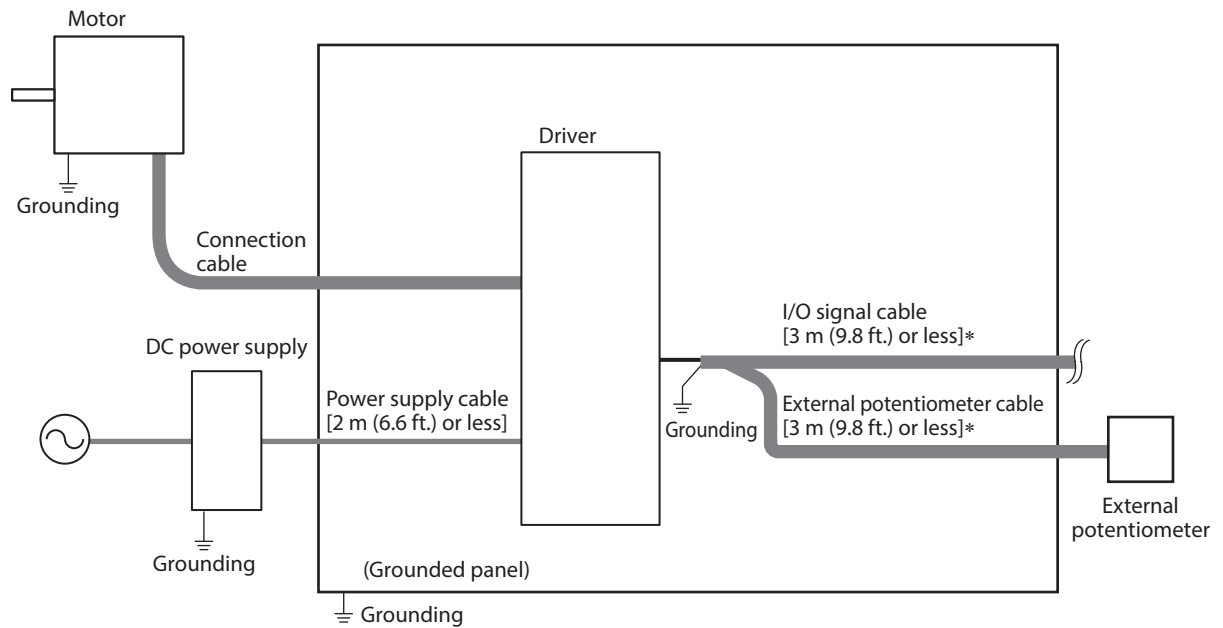 Motor
Grounding
Connection
cable
Driver
DC power supply
Power supply cable
[2 m (6.6 ft.) or less]
I/O signal cable
[3 m (9.8 ft.) or less]*
Grounding
External potentiometer cable
[3 m (9.8 ft.) or less]*
External
potentiometer
Grounding
(Grounded panel)
Grounding